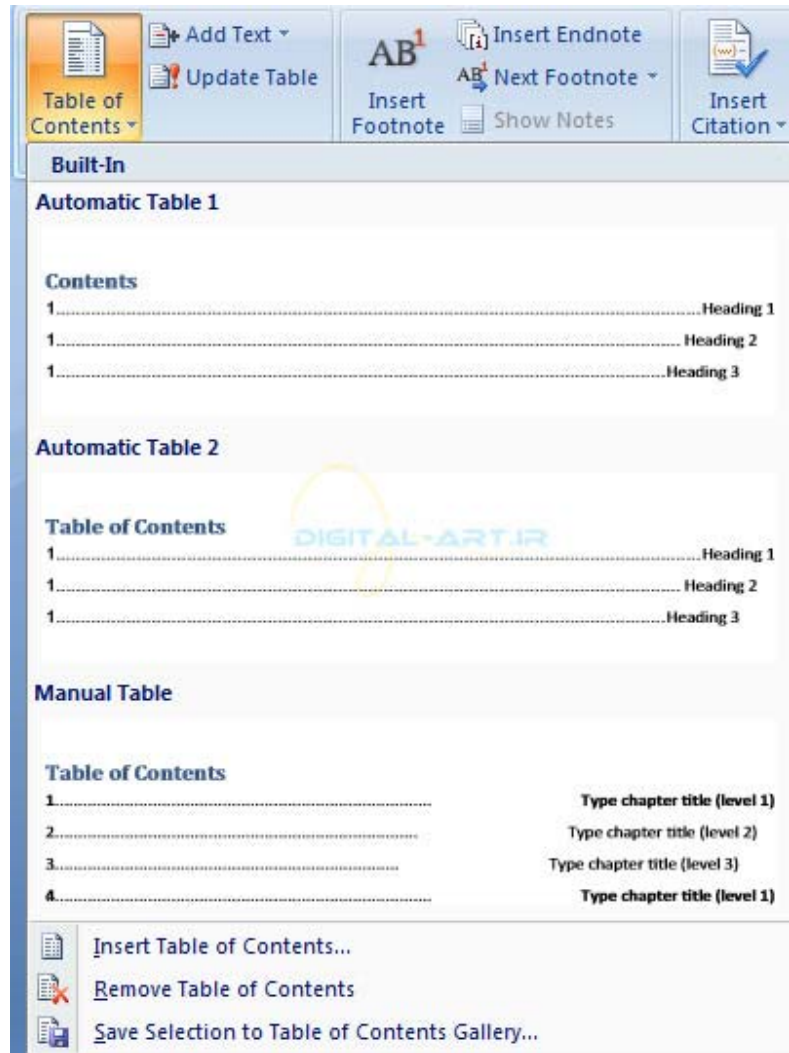 Table of Contents
Add Text
Update Table
AB1
Insert Footnote
Insert Endnote
AB1 Next Footnote
Show Notes
Insert Citation
Built-In
Automatic Table 1
Contents
1.....Heading 1
1.....Heading 2
1.....Heading 3
Automatic Table 2
Table of Contents
DIGITAL-ART.IR
1.....Heading 1
1.....Heading 2
1.....Heading 3
Manual Table
Table of Contents
1..... Type chapter title (level 1)
2..... Type chapter title (level 2)
3..... Type chapter title (level 3)
4..... Type chapter title (level 1)
Insert Table of Contents...
Remove Table of Contents
Save Selection to Table of Contents Gallery...